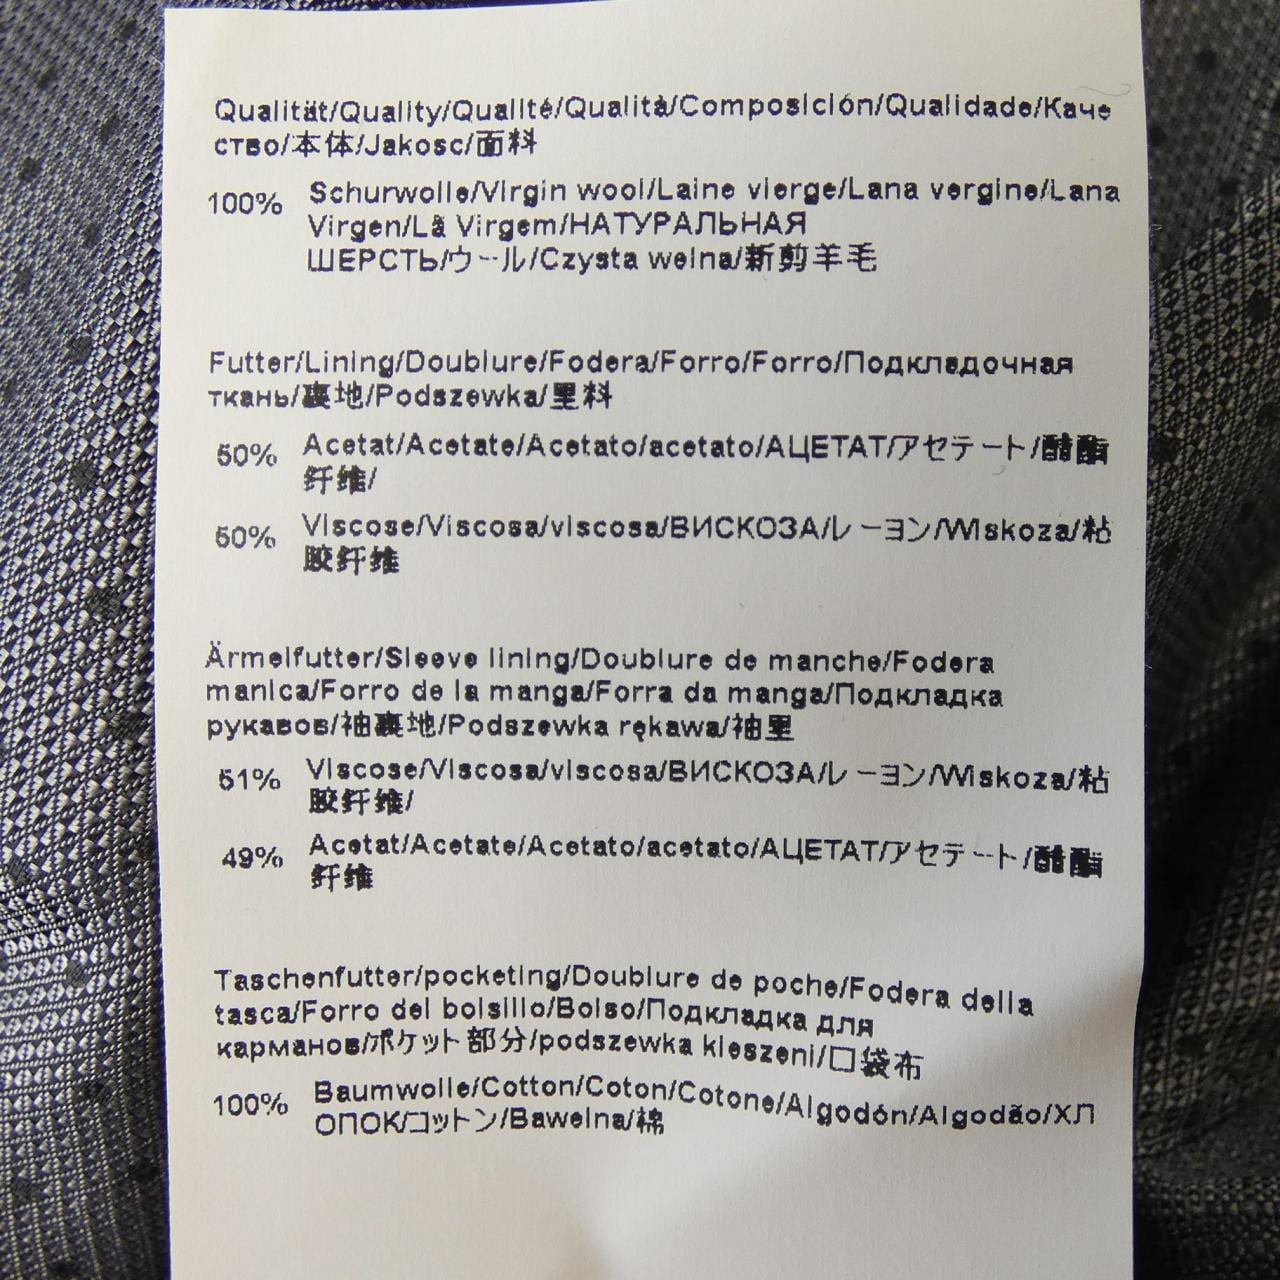 Qualität/Quality/Qualité/Qualità/Composición/Qualidade/Каче
ство/本体/Jakosc/面料
100% Schurwolle/Virgin wool/Laine vierge/Lana vergine/Lana
Virgen/Lã Virgem/НАТУРАЛЬНАЯ
ШЕРСТЬ/ウール/Czysta welna/新剪羊毛
Futter/Lining/Doublure/Fodera/Forro/Forro/Подкладочная
ткань/裏地/Podszewka/里料
50% Acetat/Acetate/Acetato/acetato/АЦЕТАТ/アセテート/醋酯
纤维/
50% Viscose/Viscosa/viscosa/ВИСКОЗА/レーヨン/Wiskoza/粘
胶纤维
Ärmelfutter/Sleeve lining/Doublure de manche/Fodera
manica/Forro de la manga/Forra da manga/Подкладка
рукавов/袖裏地/Podszewka rękawa/袖里
51% Viscose/Viscosa/viscosa/ВИСКОЗА/レーヨン/Wiskoza/粘
胶纤维/
49% Acetat/Acetate/Acetato/acetato/АЦЕТАТ/アセテート/醋酯
纤维
Taschenfutter/pocketing/Doublure de poche/Fodera della
tasca/Forro del bolsillo/Bolso/Подкладка для
карманов/ポケット部分/podszewka kieszeni/口袋布
100% Baumwolle/Cotton/Coton/Cotone/Algodón/Algodão/ХЛ
ОПОК/コットン/Bawelna/棉